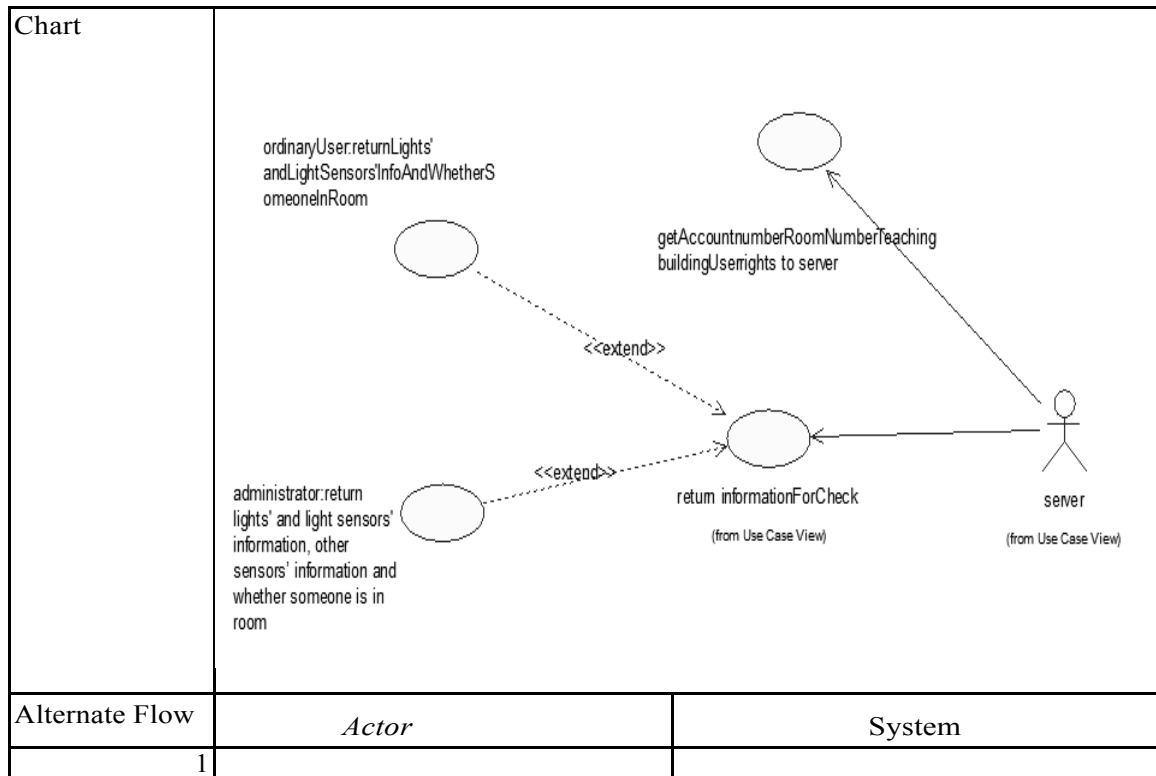 Chart
ordinaryUser:returnLights'
andLightSensors'InfoAndWhetherS
omeoneInRoom
getAccountnumberRoomNumberTeaching
buildingUserrights to server
<<extend>>
<<extend>>
administrator:return
lights' and light sensors'
information, other
sensors' information and
whether someone is in
room
return informationForCheck
(from Use Case View)
server
(from Use Case View)
Alternate Flow
Actor
System
1